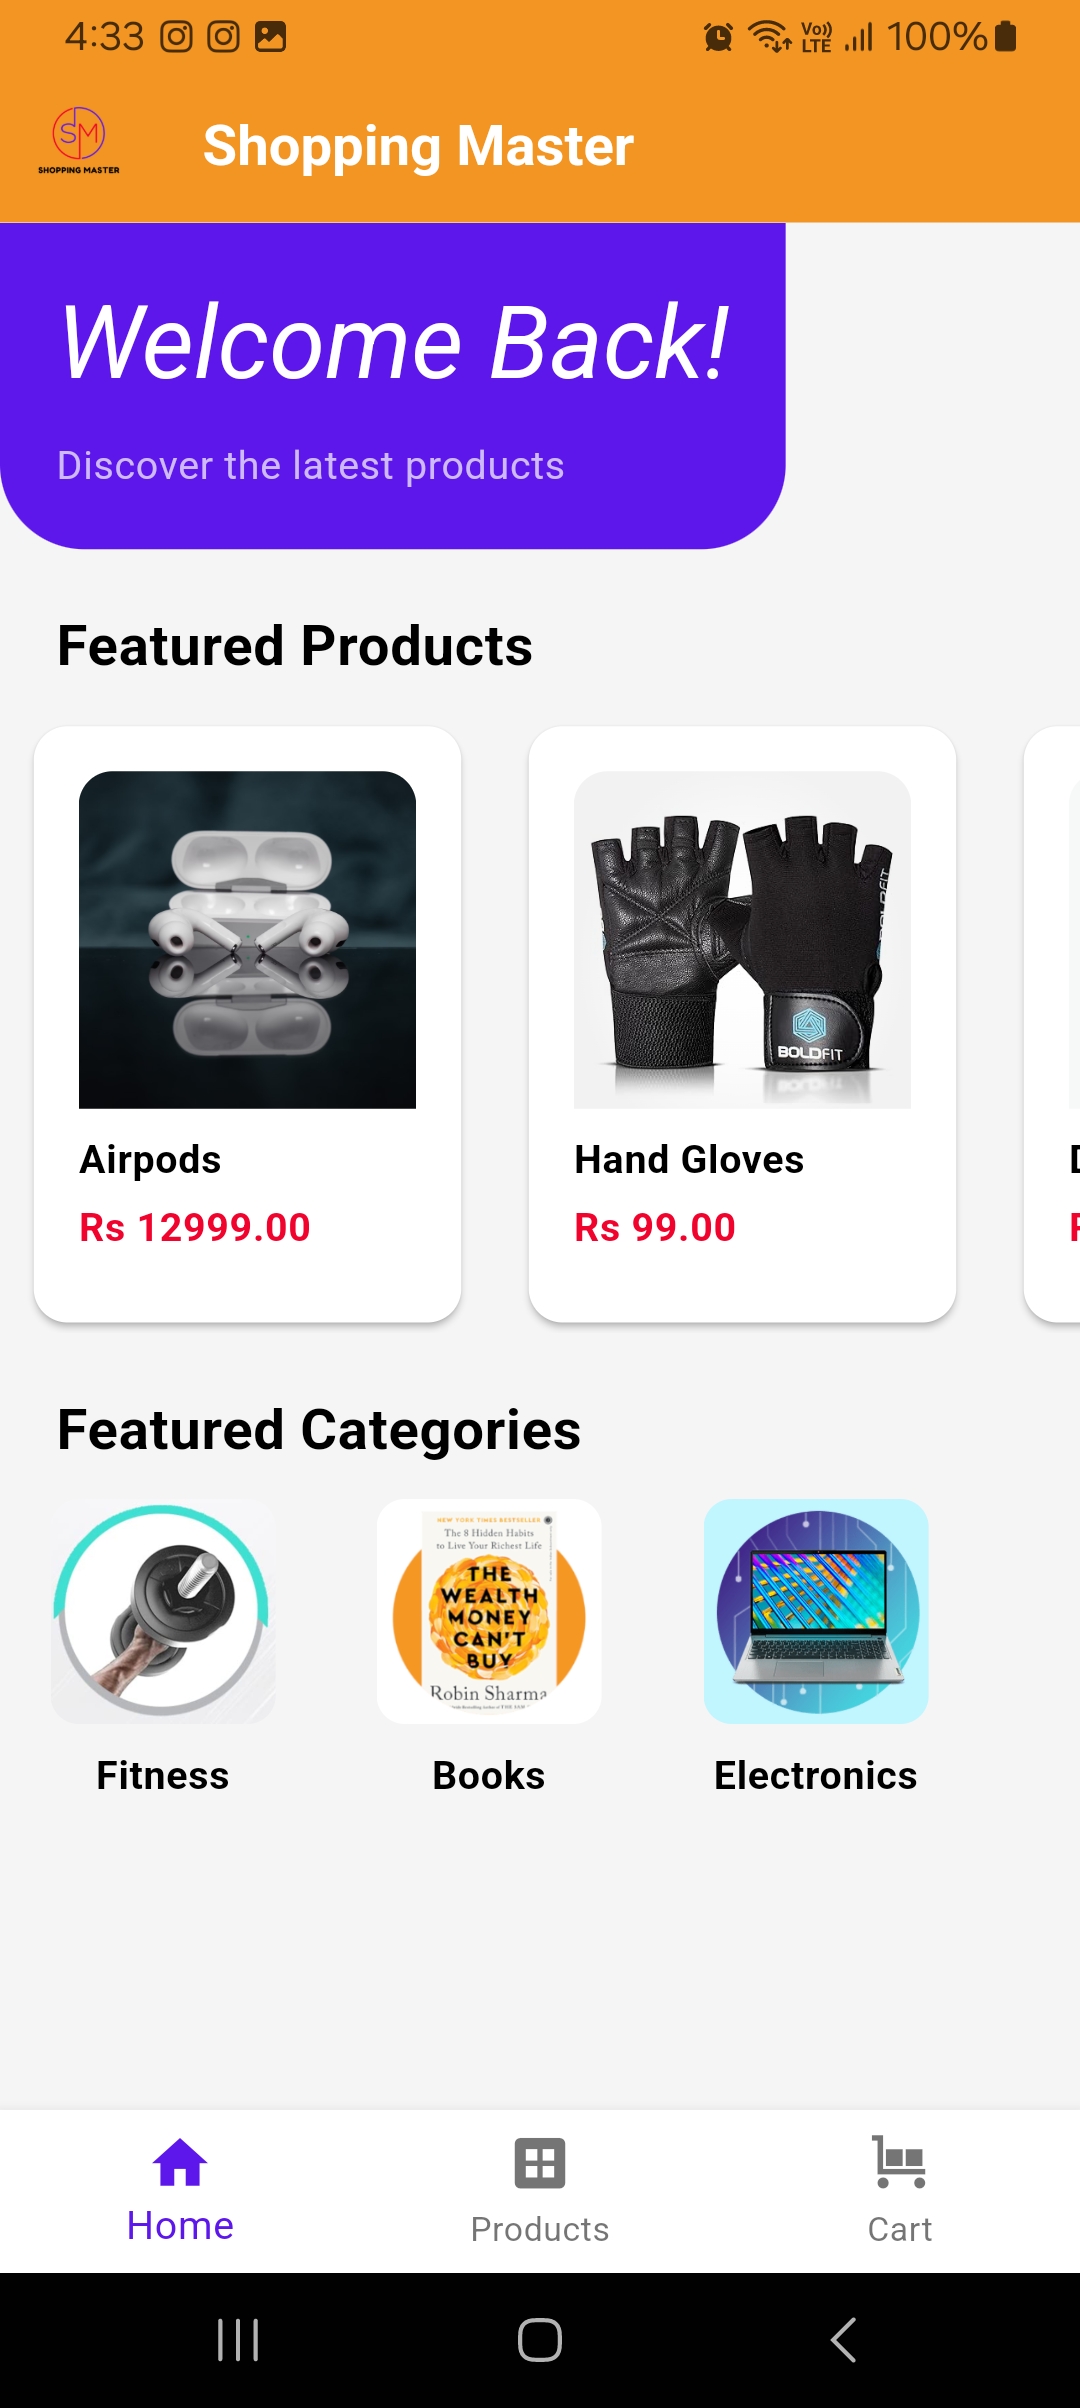 4:33
Vo))
LTE
100%
SM
SHOPPING MASTER
Shopping Master
Welcome Back!
Discover the latest products
Featured Products
BOLDFIT
BOLDFIT
Airpods
Hand Gloves
Rs 12999.00
Rs 99.00
Featured Categories
NEW YORK TIMES BESTSELLER
The 8 Hidden Habits
to Live Your Richest Life
THE
WEALTH
MONEY
CAN'T
BUY
Robin Sharma
Fitness
Books
Electronics
Home
Products
Cart